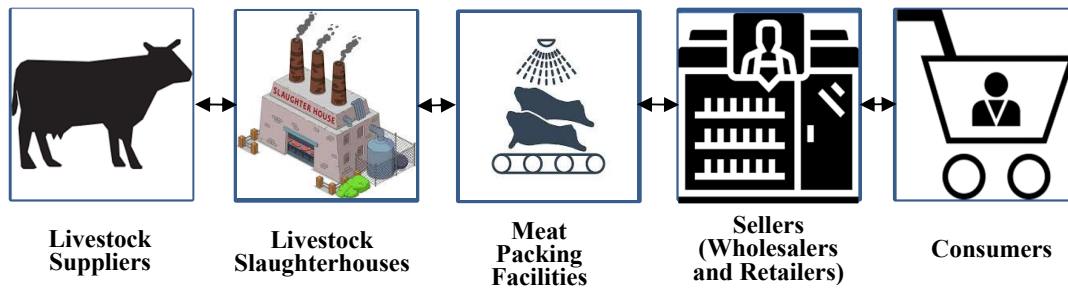 SLAUGHTER HOUSE
Livestock
Suppliers
Livestock
Slaughterhouses
Meat
Packing
Facilities
Sellers
(Wholesalers
and Retailers)
Consumers